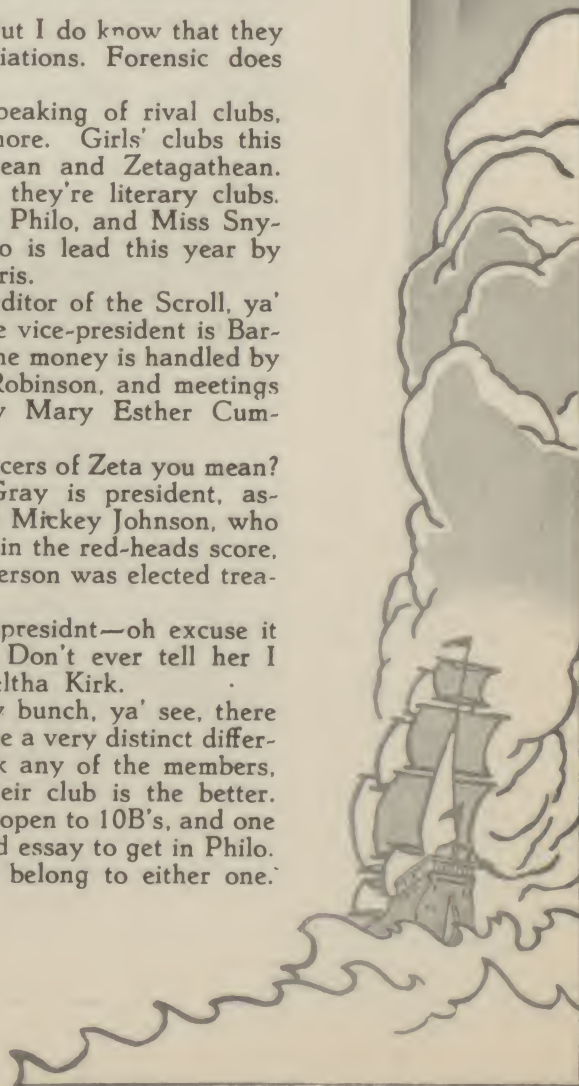 ut I do know that they
iations. Forensic does
peaking of rival clubs,
nore. Girls' clubs this
ean and Zetagathean.
they're literary clubs.
Philo, and Miss Sny-
o is lead this year by
ris.
ditor of the Scroll, ya'
e vice-president is Bar-
ne money is handled by
Robinson, and meetings
y Mary Esther Cum-
cers of Zeta you mean?
Gray is president, as-
Mickey Johnson, who
in the red-heads score,
erson was elected trea-
presidnt—oh excuse it
Don't ever tell her I
eltha Kirk.
y bunch, ya' see, there
e a very distinct differ-
k any of the members,
eir club is the better.
open to 10B's, and one
d essay to get in Philo.
belong to either one.